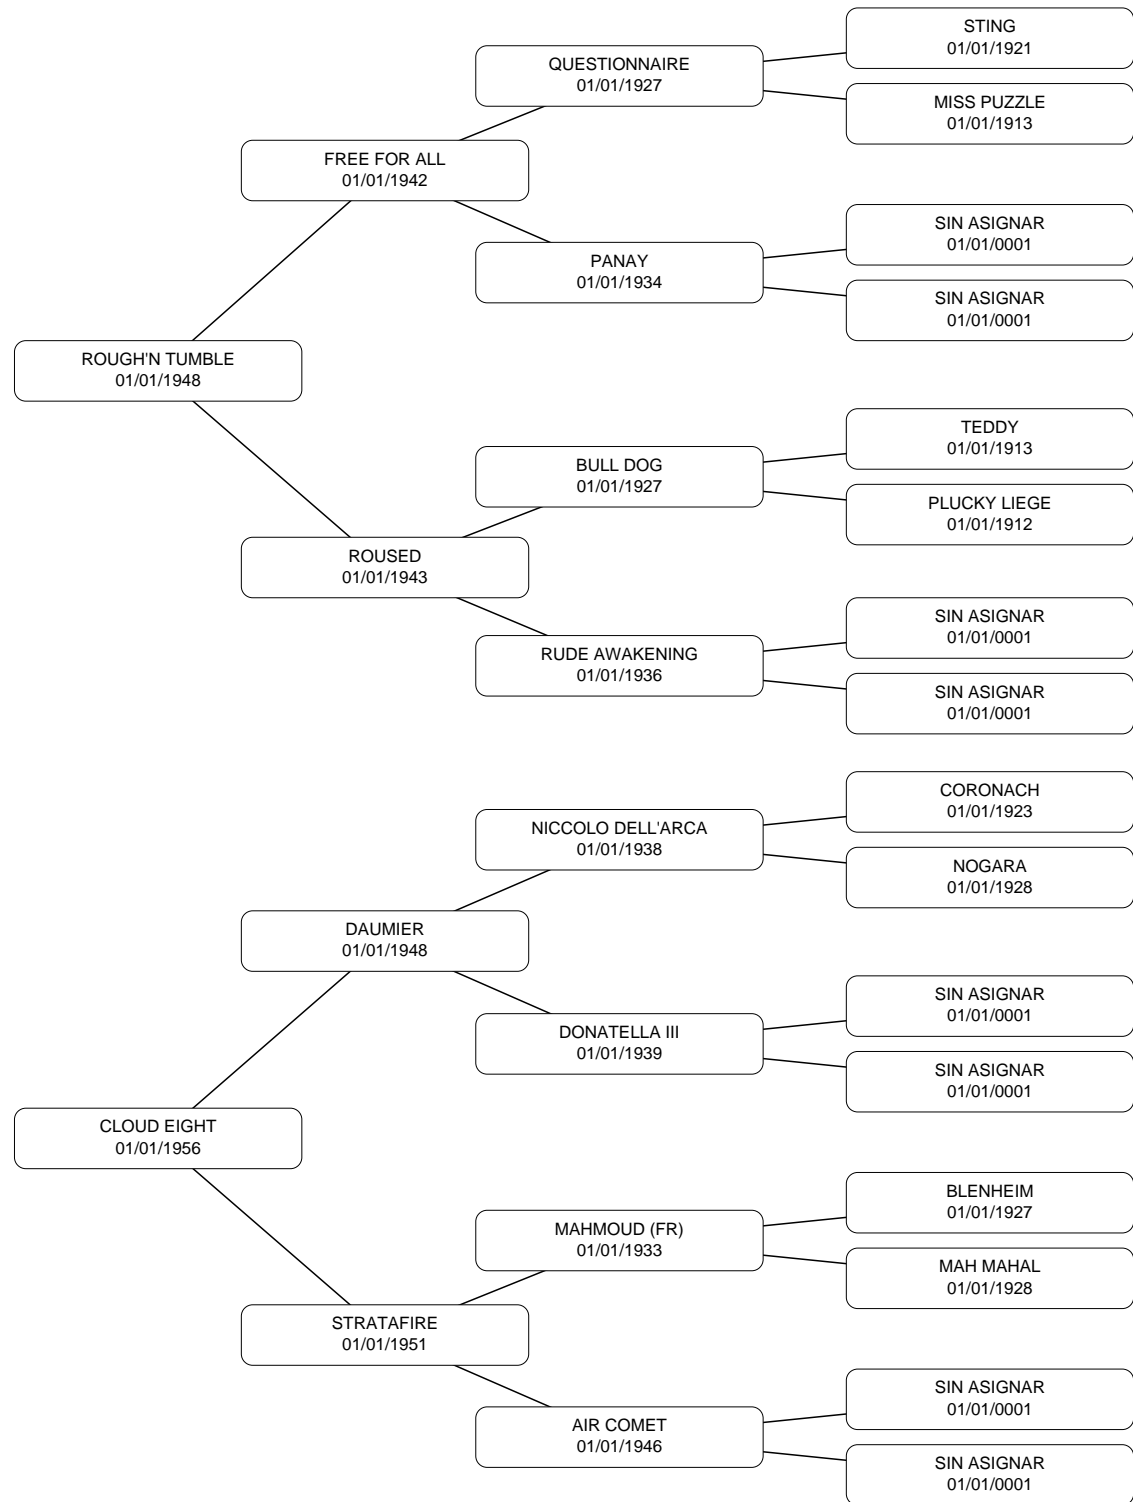 STING
01/01/1921
QUESTIONNAIRE
01/01/1927
MISS PUZZLE
01/01/1913
FREE FOR ALL
01/01/1942
SIN ASIGNAR
01/01/0001
PANAY
01/01/1934
SIN ASIGNAR
01/01/0001
ROUGH'N TUMBLE
01/01/1948
TEDDY
01/01/1913
BULL DOG
01/01/1927
PLUCKY LIEGE
01/01/1912
ROUSED
01/01/1943
SIN ASIGNAR
01/01/0001
RUDE AWAKENING
01/01/1936
SIN ASIGNAR
01/01/0001
CORONACH
01/01/1923
NICCOLO DELL'ARCA
01/01/1938
NOGARA
01/01/1928
DAUMIER
01/01/1948
SIN ASIGNAR
01/01/0001
DONATELLA III
01/01/1939
SIN ASIGNAR
01/01/0001
CLOUD EIGHT
01/01/1956
BLENHEIM
01/01/1927
MAHMOUD (FR)
01/01/1933
MAH MAHAL
01/01/1928
STRATAFIRE
01/01/1951
SIN ASIGNAR
01/01/0001
AIR COMET
01/01/1946
SIN ASIGNAR
01/01/0001